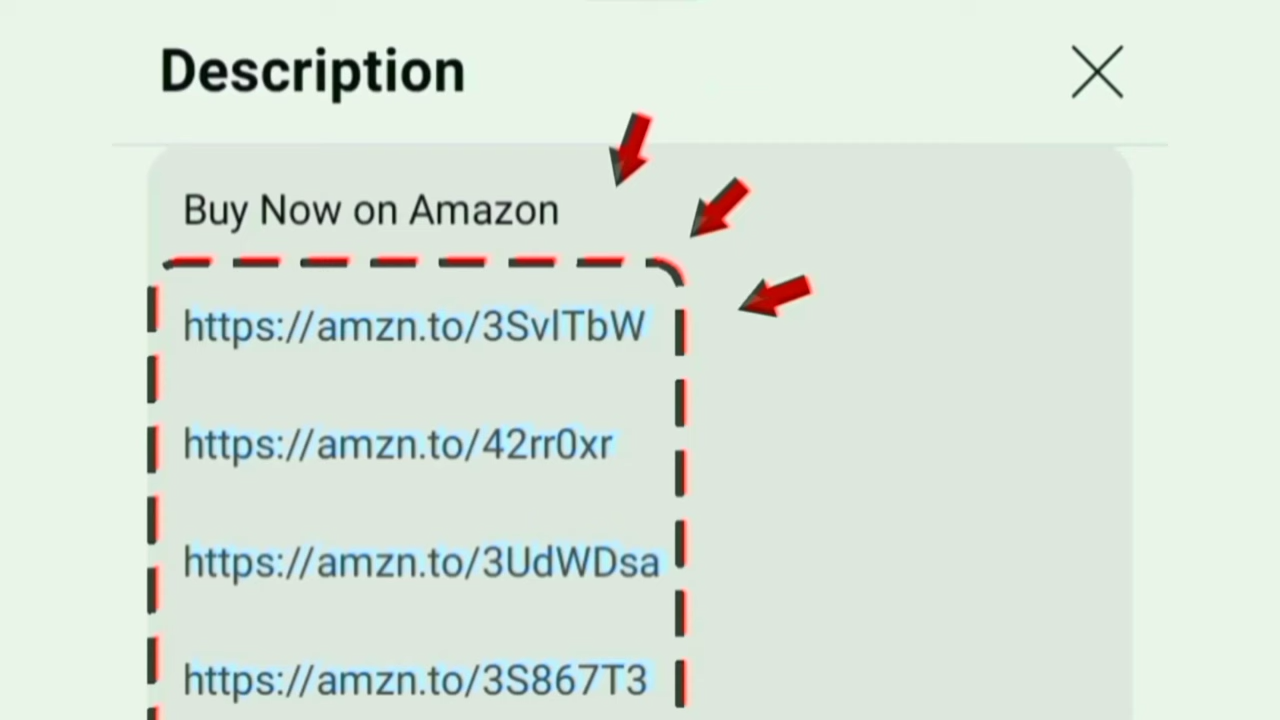 Description
Buy Now on Amazon
https://amzn.to/3SvlTbW
https://amzn.to/42rr0xr
https://amzn.to/3UdWDsa
https://amzn.to/3S867T3